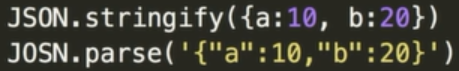 JSON.stringify({a:10, b:20})
JOSN.parse('{"a":10,"b":20}')